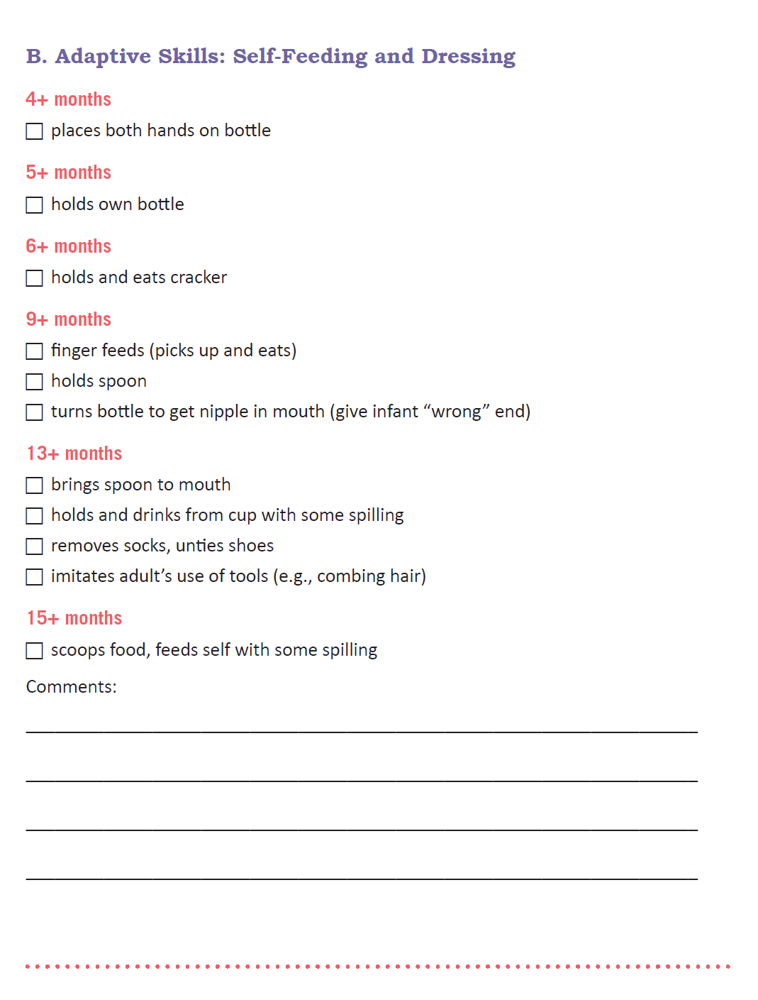 B. Adaptive Skills: Self-Feeding and Dressing
4+ months
places both hands on bottle
5+ months
holds own bottle
6+ months
holds and eats cracker
9+ months
finger feeds (picks up and eats)
holds spoon
turns bottle to get nipple in mouth (give infant “wrong” end)
13+ months
brings spoon to mouth
holds and drinks from cup with some spilling
removes socks, unties shoes
imitates adult’s use of tools (e.g., combing hair)
15+ months
scoops food, feeds self with some spilling
Comments: